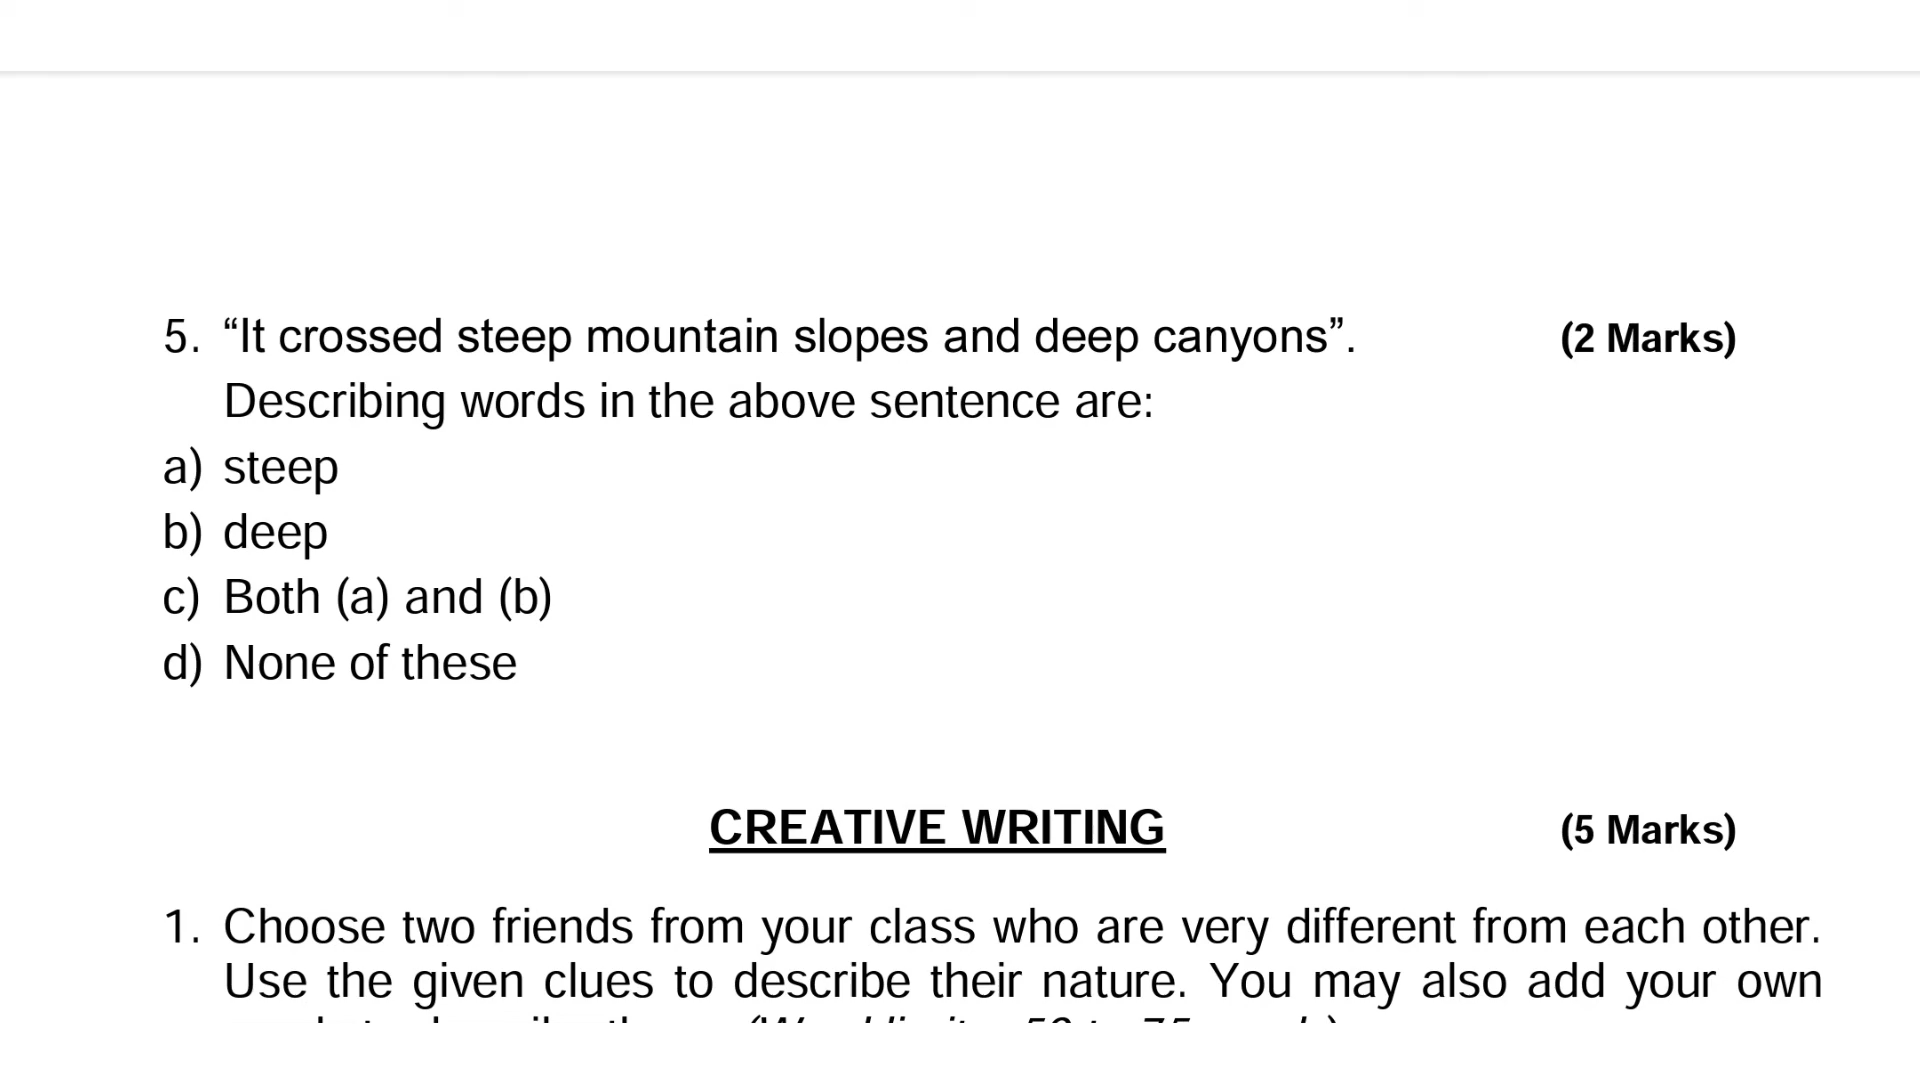 5. “It crossed steep mountain slopes and deep canyons”. (2 Marks)
Describing words in the above sentence are:
a) steep
b) deep
c) Both (a) and (b)
d) None of these
CREATIVE WRITING (5 Marks)
1. Choose two friends from your class who are very different from each other.
Use the given clues to describe their nature. You may also add your own